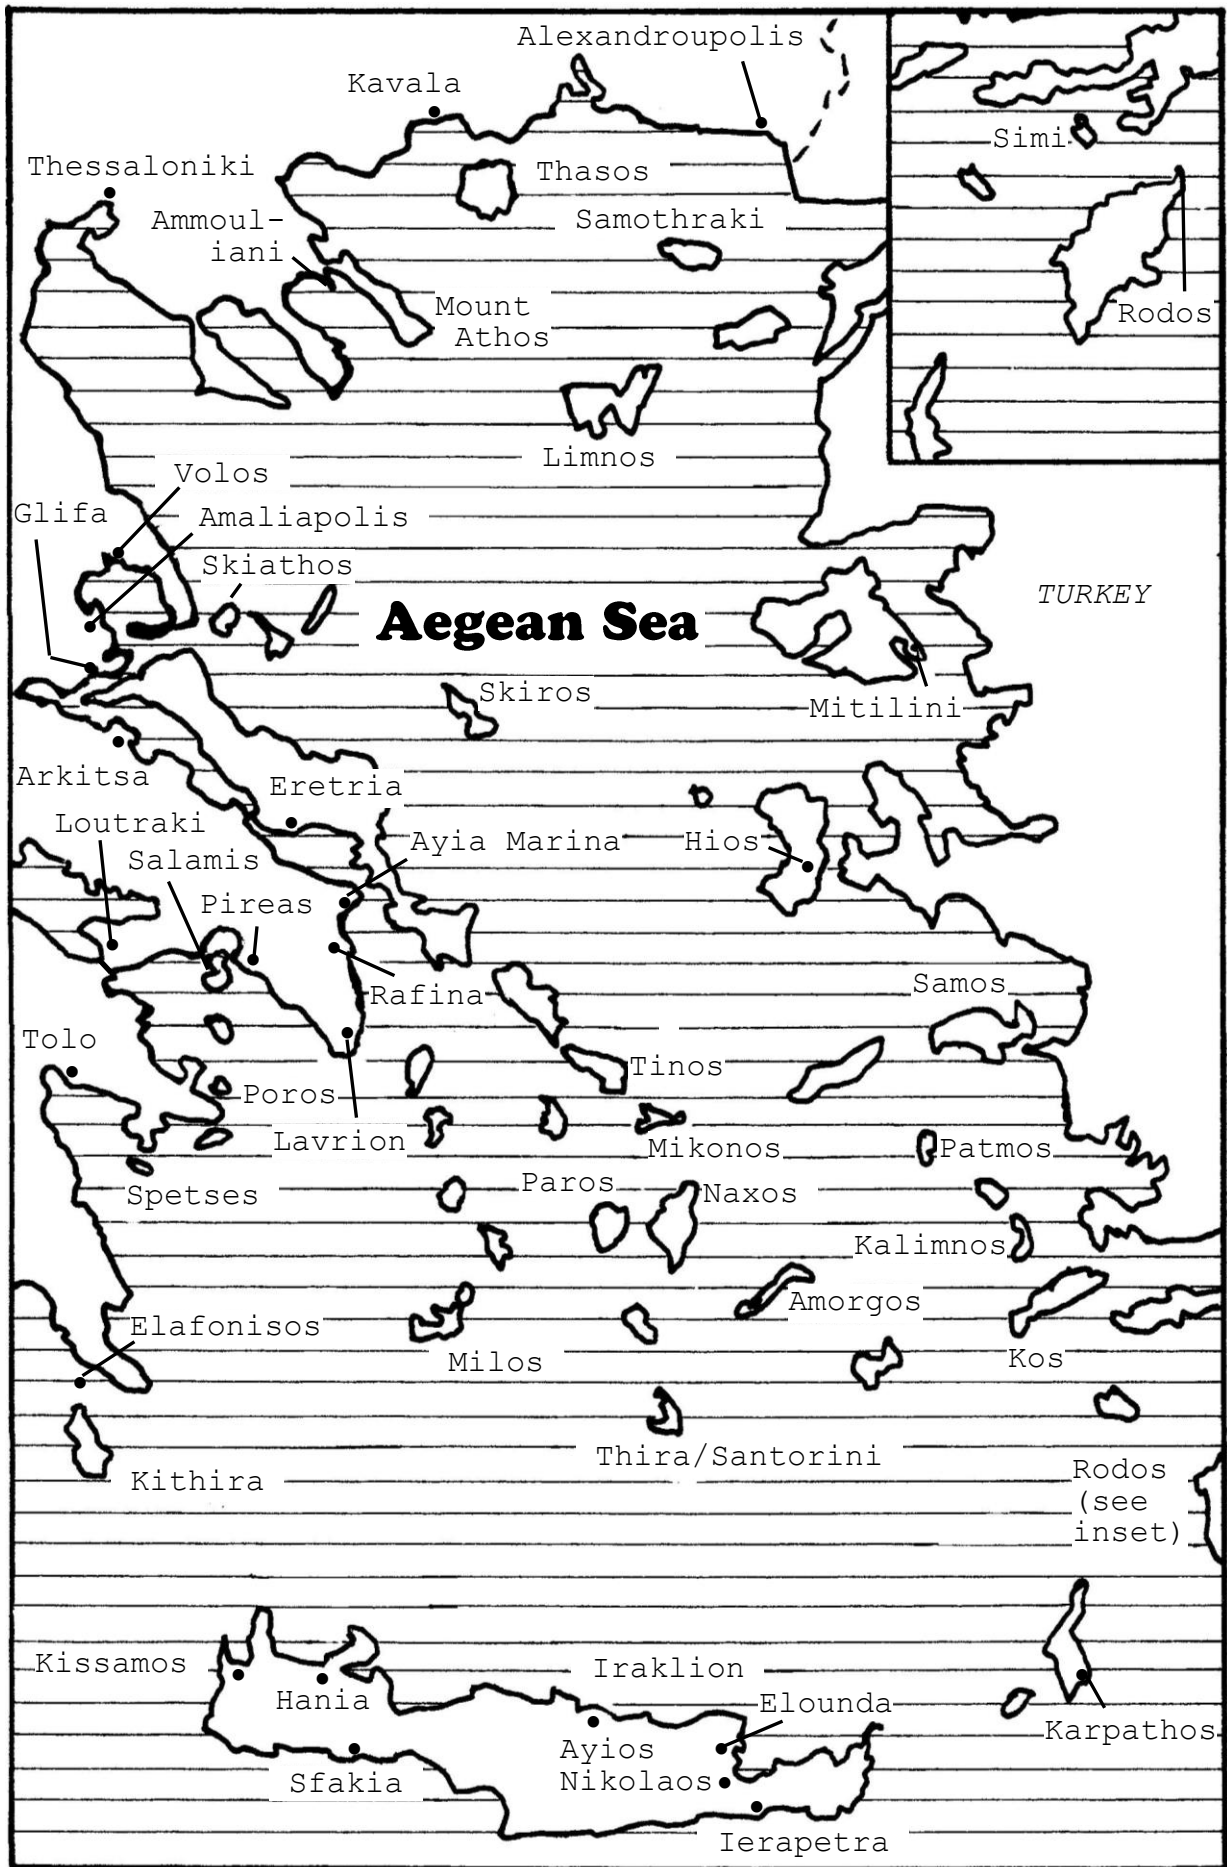 Alexandroupolis
Kavala
Simi
Thessaloniki
Thasos
Ammoul-
iani
Samothraki
Mount
Athos
Rodos
Limnos
Volos
Glifa
Amaliapolis
Skiathos
Aegean Sea
TURKEY
Skiros
Mitilini
Arkitsa
Eretria
Loutraki
Ayia Marina
Hios
Salamis
Pireas
Samos
Rafina
Tolo
Tinos
Poros
Lavrion
Mikonos
Patmos
Spetses
Paros
Naxos
Kalimnos
Amorgos
Elafonisos
Milos
Kos
Thira/Santorini
Kithira
Rodos
(see
inset)
Kissamos
Iraklion
Hania
Elounda
Karpathos
Ayios
Nikolaos
Sfakia
Ierapetra